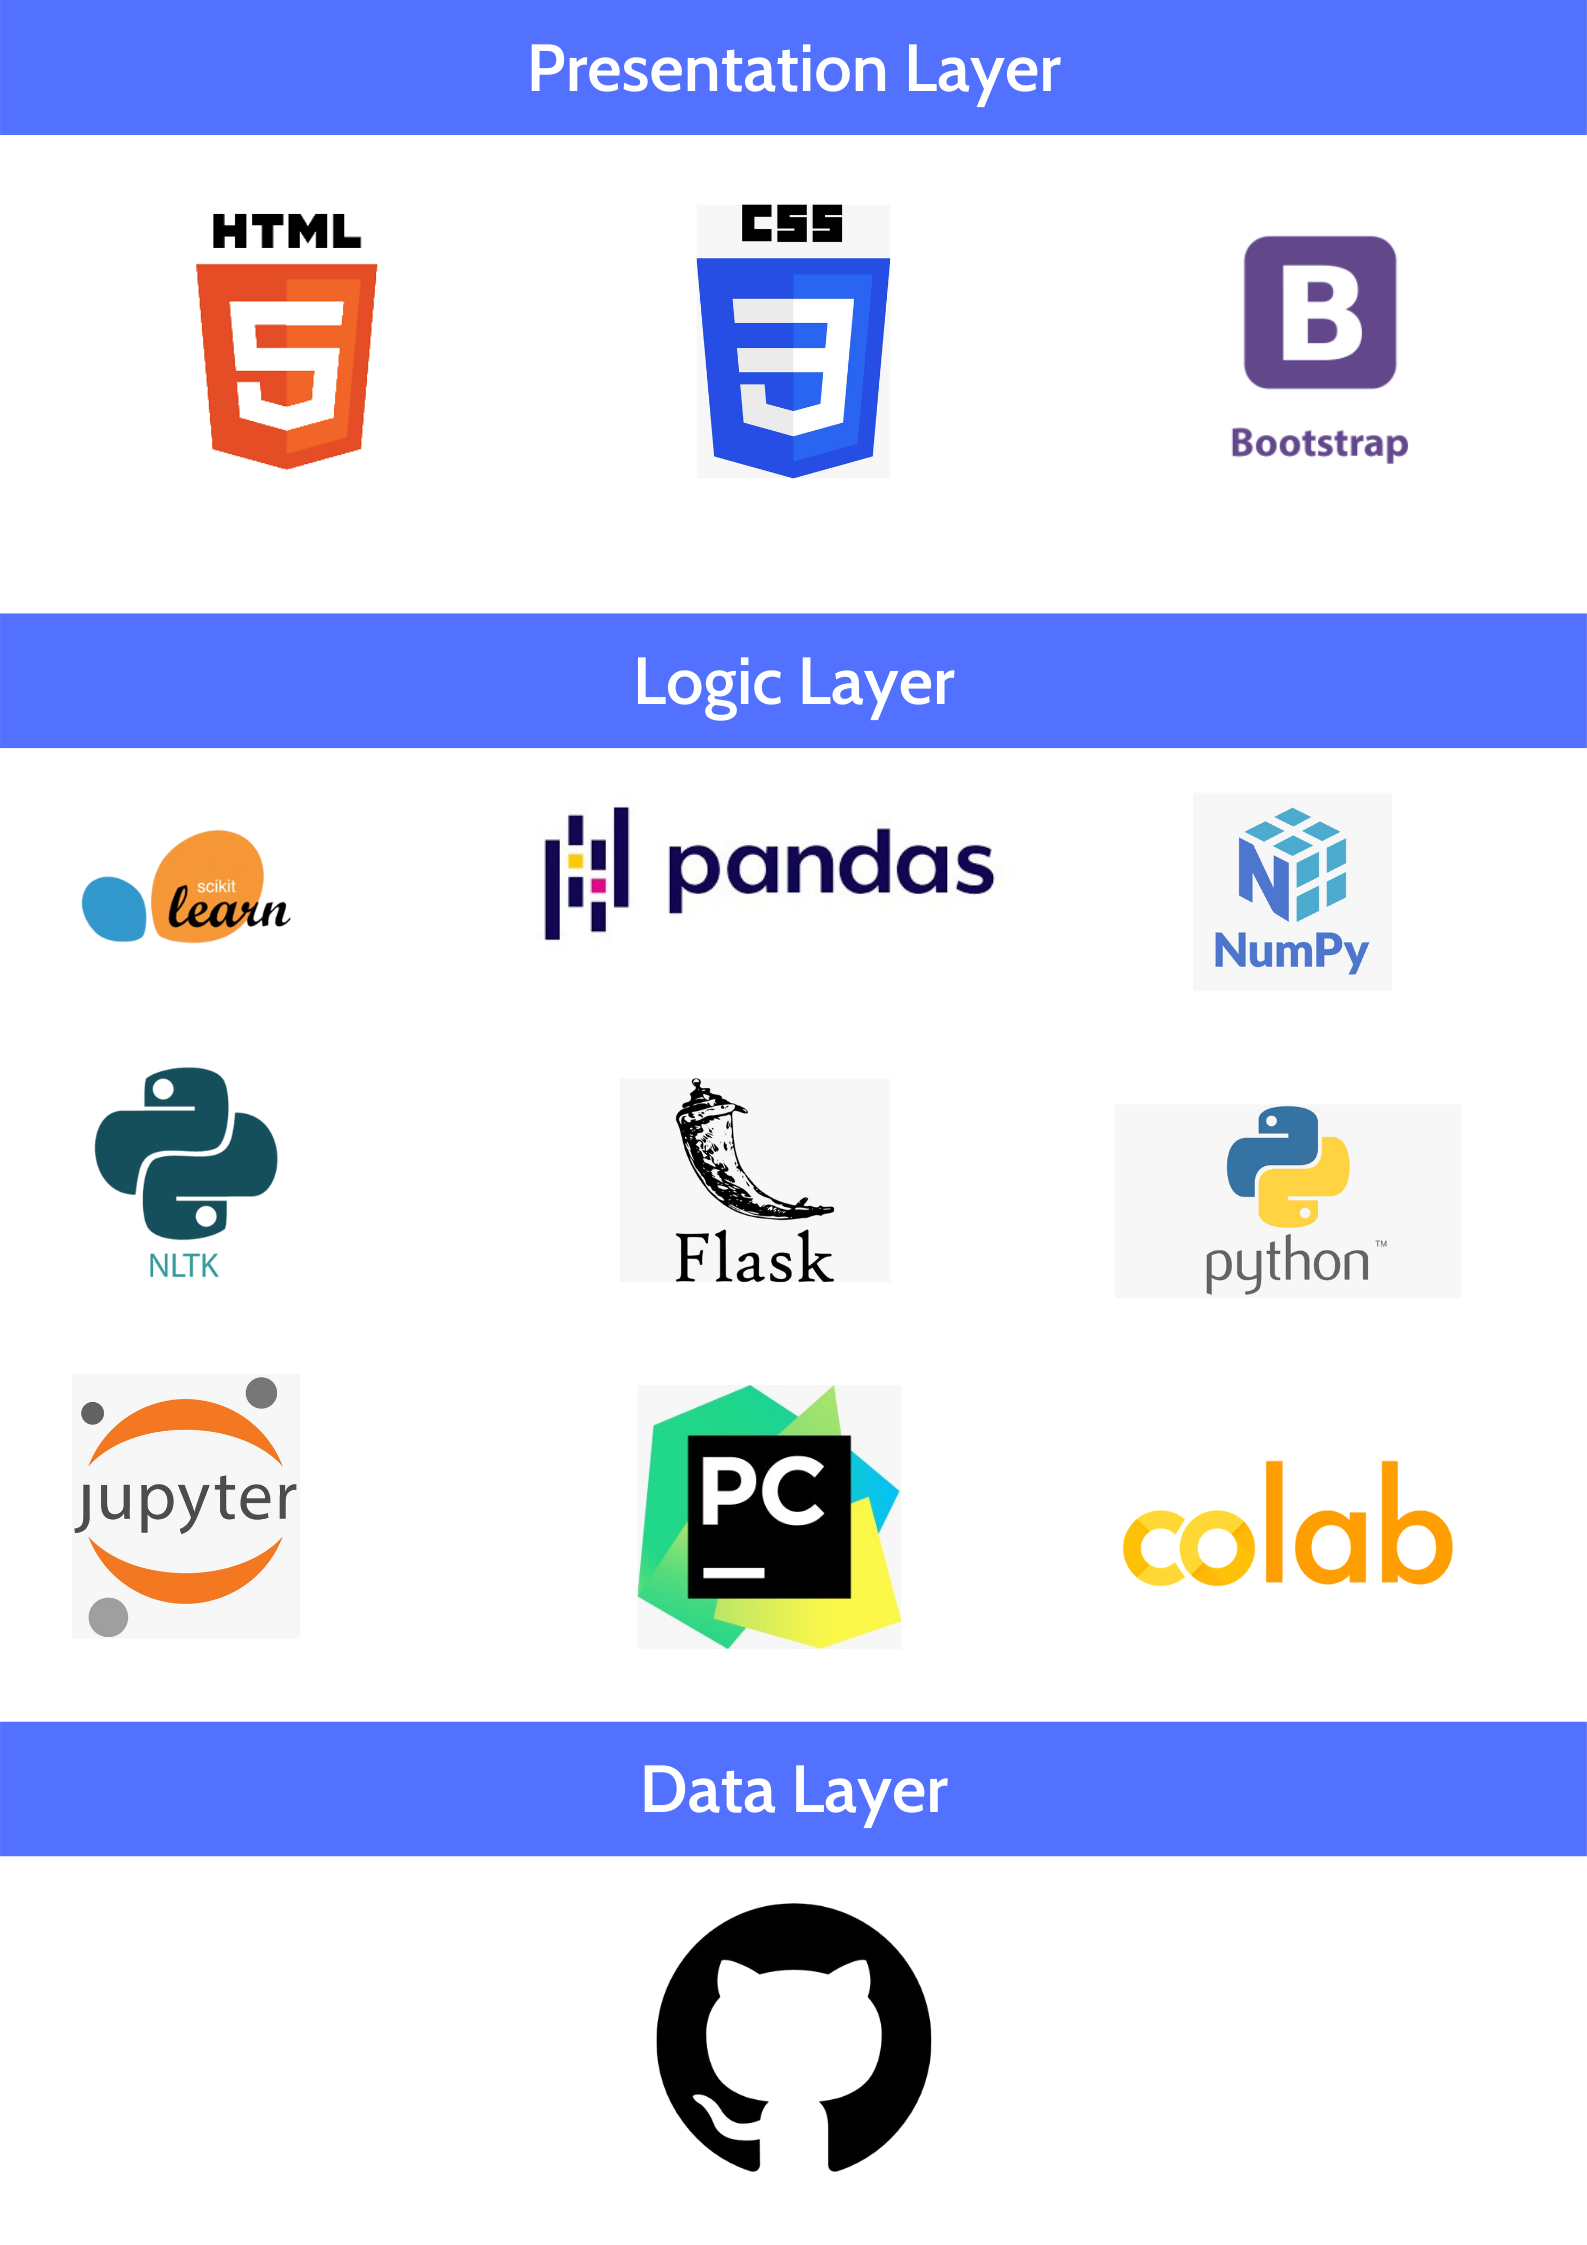 Presentation Layer
HTML
CSS
B
Bootstrap
Logic Layer
scikit
learn
pandas
N
NumPy
NLTK
Flask
python™
jupyter
PC
colab
Data Layer